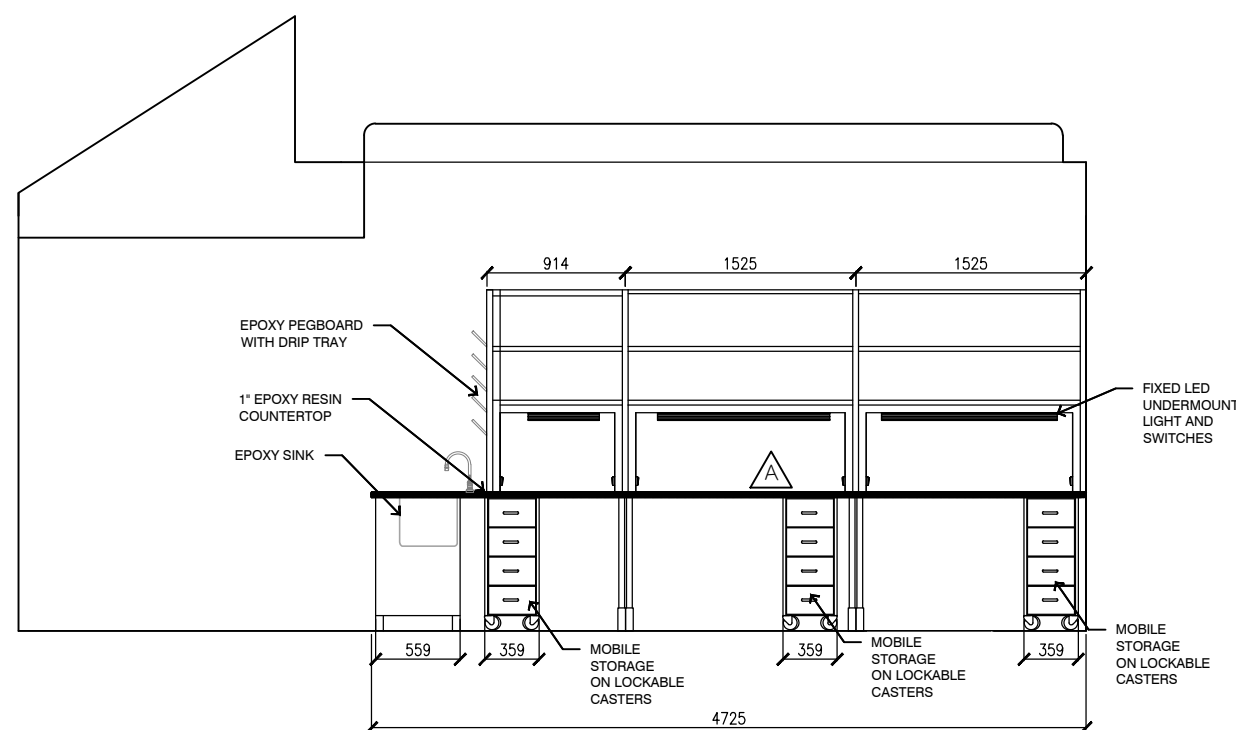 914
1525
1525
EPOXY PEGBOARD
WITH DRIP TRAY
1" EPOXY RESIN
COUNTERTOP
EPOXY SINK
FIXED LED
UNDERMOUNT
LIGHT AND
SWITCHES
A
559
359
MOBILE
STORAGE
ON LOCKABLE
CASTERS
359
MOBILE
STORAGE
ON LOCKABLE
CASTERS
359
MOBILE
STORAGE
ON LOCKABLE
CASTERS
4725